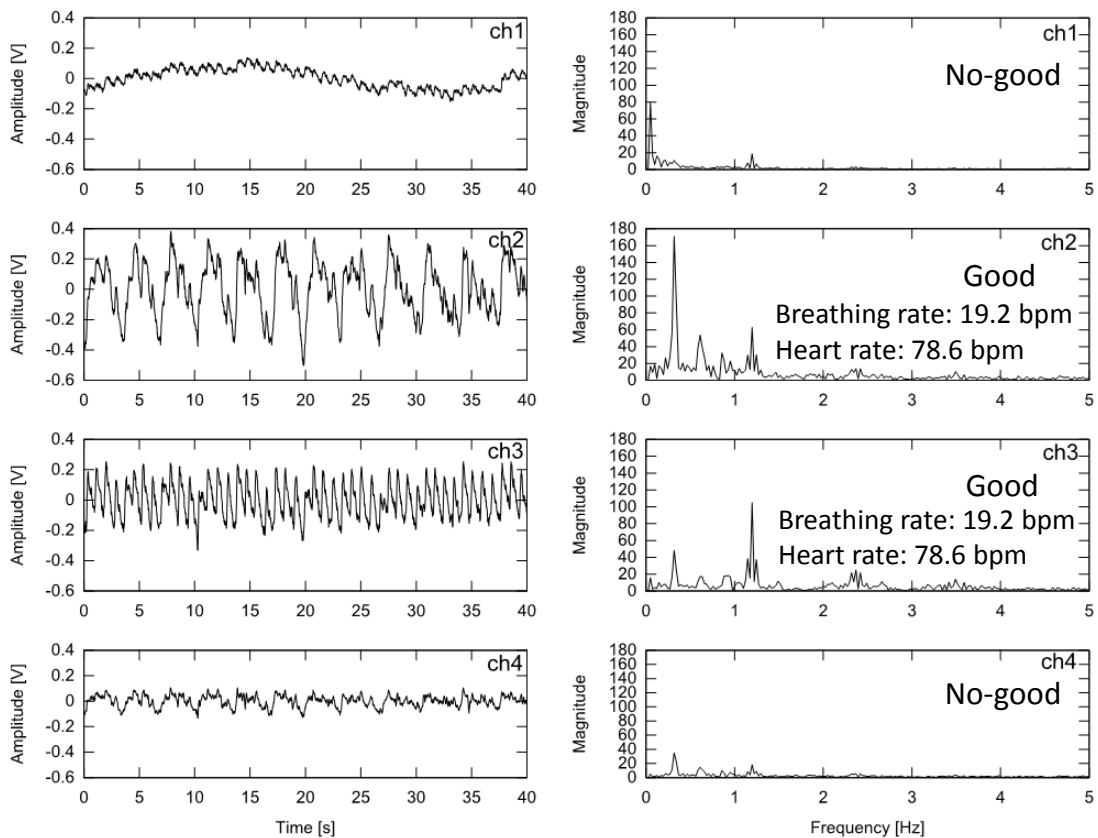 Amplitude [V]
0.4
0.2
0
-0.2
-0.4
-0.6
ch1
0 5 10 15 20 25 30 35 40
Magnitude
180
160
140
120
100
80
60
40
20
0
ch1
No-good
0 1 2 3 4 5
Amplitude [V]
0.4
0.2
0
-0.2
-0.4
-0.6
ch2
0 5 10 15 20 25 30 35 40
Magnitude
180
160
140
120
100
80
60
40
20
0
ch2
Good
Breathing rate: 19.2 bpm
Heart rate: 78.6 bpm
0 1 2 3 4 5
Amplitude [V]
0.4
0.2
0
-0.2
-0.4
-0.6
ch3
0 5 10 15 20 25 30 35 40
Magnitude
180
160
140
120
100
80
60
40
20
0
ch3
Good
Breathing rate: 19.2 bpm
Heart rate: 78.6 bpm
0 1 2 3 4 5
Amplitude [V]
0.4
0.2
0
-0.2
-0.4
-0.6
ch4
0 5 10 15 20 25 30 35 40
Time [s]
Magnitude
180
160
140
120
100
80
60
40
20
0
ch4
No-good
0 1 2 3 4 5
Frequency [Hz]